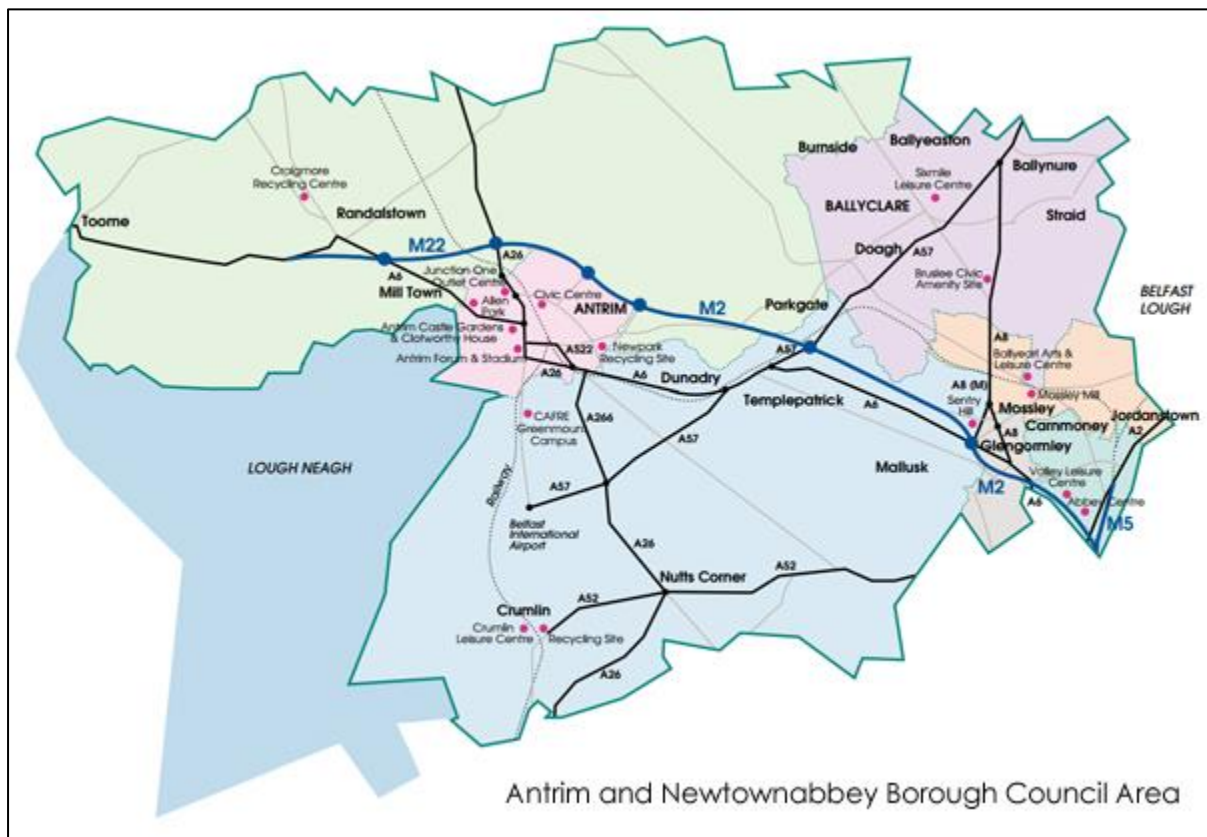 Burnside
Ballyeaston
Ballynure
Sixmile
Leisure Centre
Craigmore
Recycling Centre
BALLYCLARE
Straid
Toome
Randalstown
Doagh
A57
M22
A26
Bruslee Civic
Amenity Site
A6
Junction One
Outlet Centre
Mill Town
Allen
Park
Civic Centre
ANTRIM
Parkgate
M2
BELFAST
LOUGH
Antrim Castle Gardens
& Clotworthy House
Antrim Forum & Stadium
A522
Newpark
Recycling Site
A57
A8
Ballyearl Arts &
Leisure Centre
A26
A6
Dunadry
Templepatrick
A6
A8 (M)
Sentry
Hill
Mossley Mill
Mossley
Carnmoney
Jordanstown
A2
CAFRE
Greenmount
Campus
A266
A57
A8
Glengormley
Mallusk
Valley Leisure
Centre
LOUGH NEAGH
Railway
A57
M2
A6
Abbey Centre
M5
Belfast
International
Airport
A26
Nutts Corner
A52
Crumlin
A52
Crumlin
Leisure Centre
Recycling Site
A26
Antrim and Newtownabbey Borough Council Area